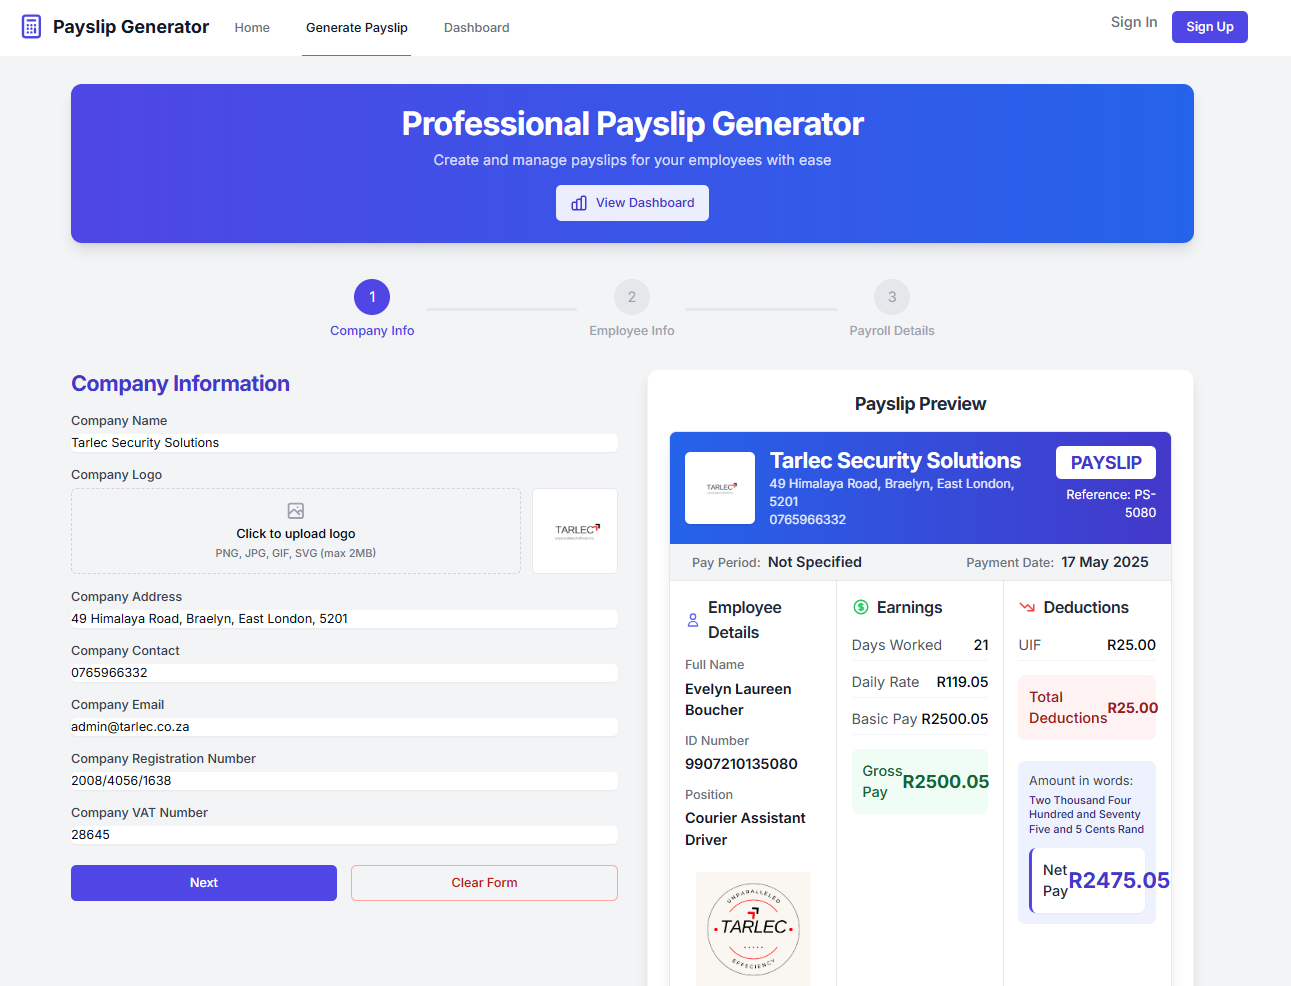 Payslip Generator
Home
Generate Payslip
Dashboard
Sign In
Sign Up
Professional Payslip Generator
Create and manage payslips for your employees with ease
View Dashboard
1
2
3
Company Info
Employee Info
Payroll Details
Company Information
Company Name
Tarlec Security Solutions
Company Logo
Click to upload logo
PNG, JPG, GIF, SVG (max 2MB)
TARLEC
Company Address
49 Himalaya Road, Braelyn, East London, 5201
Company Contact
0765966332
Company Email
admin@tarlec.co.za
Company Registration Number
2008/4056/1638
Company VAT Number
28645
Next
Clear Form
Payslip Preview
TARLEC
Tarlec Security Solutions
49 Himalaya Road, Braelyn, East London,
5201
0765966332
PAYSLIP
Reference: PS-
5080
Pay Period: Not Specified
Payment Date: 17 May 2025
Employee
Details
Full Name
Evelyn Laureen
Boucher
ID Number
9907210135080
Position
Courier Assistant
Driver
UNPARALLELED
TARLEC
EFFECIENCY
Earnings
Days Worked 21
Daily Rate R119.05
Basic Pay R2500.05
Gross
Pay
R2500.05
Deductions
UIF R25.00
Total
Deductions
R25.00
Amount in words:
Two Thousand Four
Hundred and Seventy
Five and 5 Cents Rand
Net
Pay
R2475.05